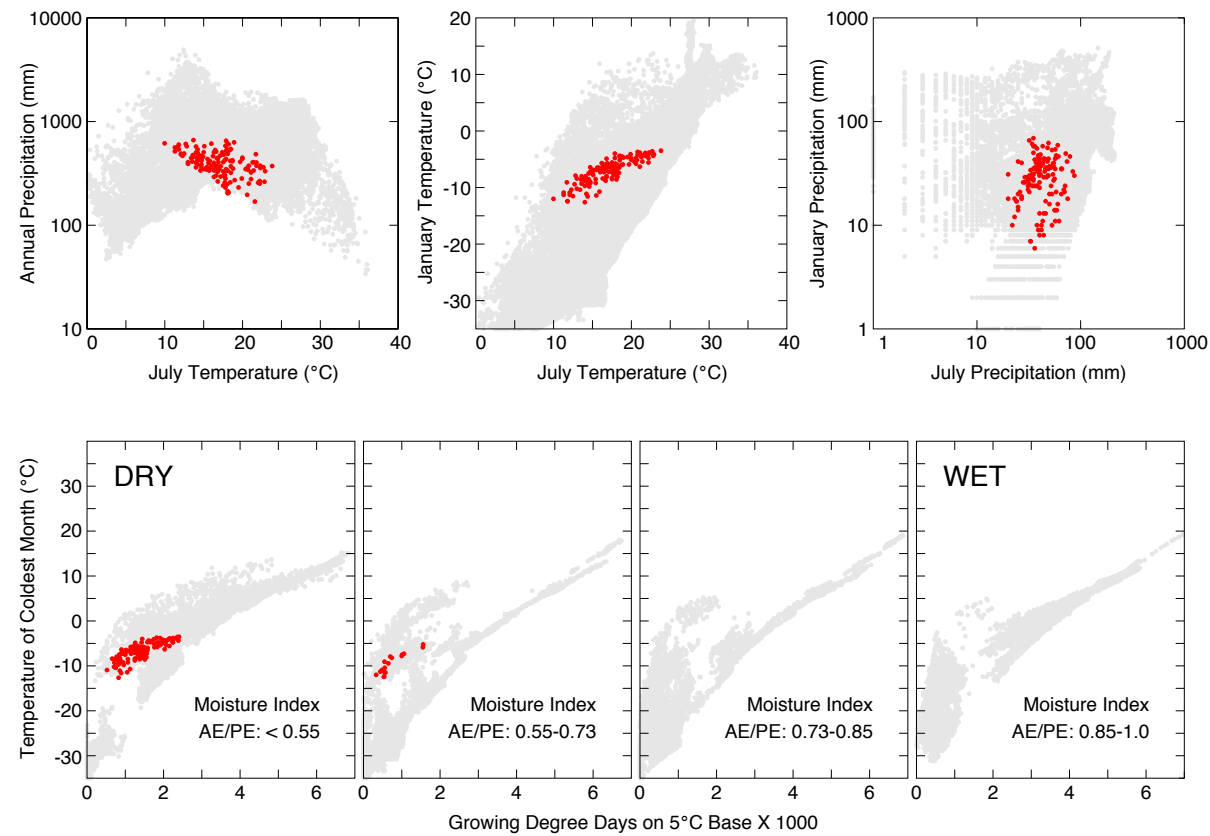 10000
1000
100
10
Annual Precipitation (mm)
0 10 20 30 40
July Temperature (°C)
20
10
0
-10
-20
-30
January Temperature (°C)
0 10 20 30 40
July Temperature (°C)
1000
100
10
1
January Precipitation (mm)
1 10 100 1000
July Precipitation (mm)
Temperature of Coldest Month (°C)
30
20
10
0
-10
-20
-30
DRY
Moisture Index
AE/PE: < 0.55
0 2 4 6
Moisture Index
AE/PE: 0.55-0.73
0 2 4 6
Moisture Index
AE/PE: 0.73-0.85
0 2 4 6
WET
Moisture Index
AE/PE: 0.85-1.0
0 2 4 6
Growing Degree Days on 5°C Base X 1000